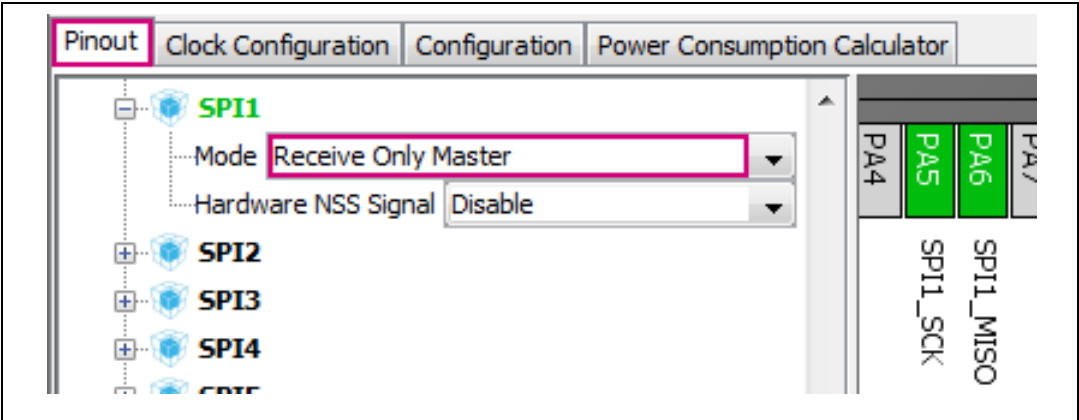 Pinout Clock Configuration Configuration Power Consumption Calculator
SPI1
Mode Receive Only Master
Hardware NSS Signal Disable
SPI2
SPI3
SPI4
PA4
PA5
PA6
SPI1_SCK
SPI1_MISO